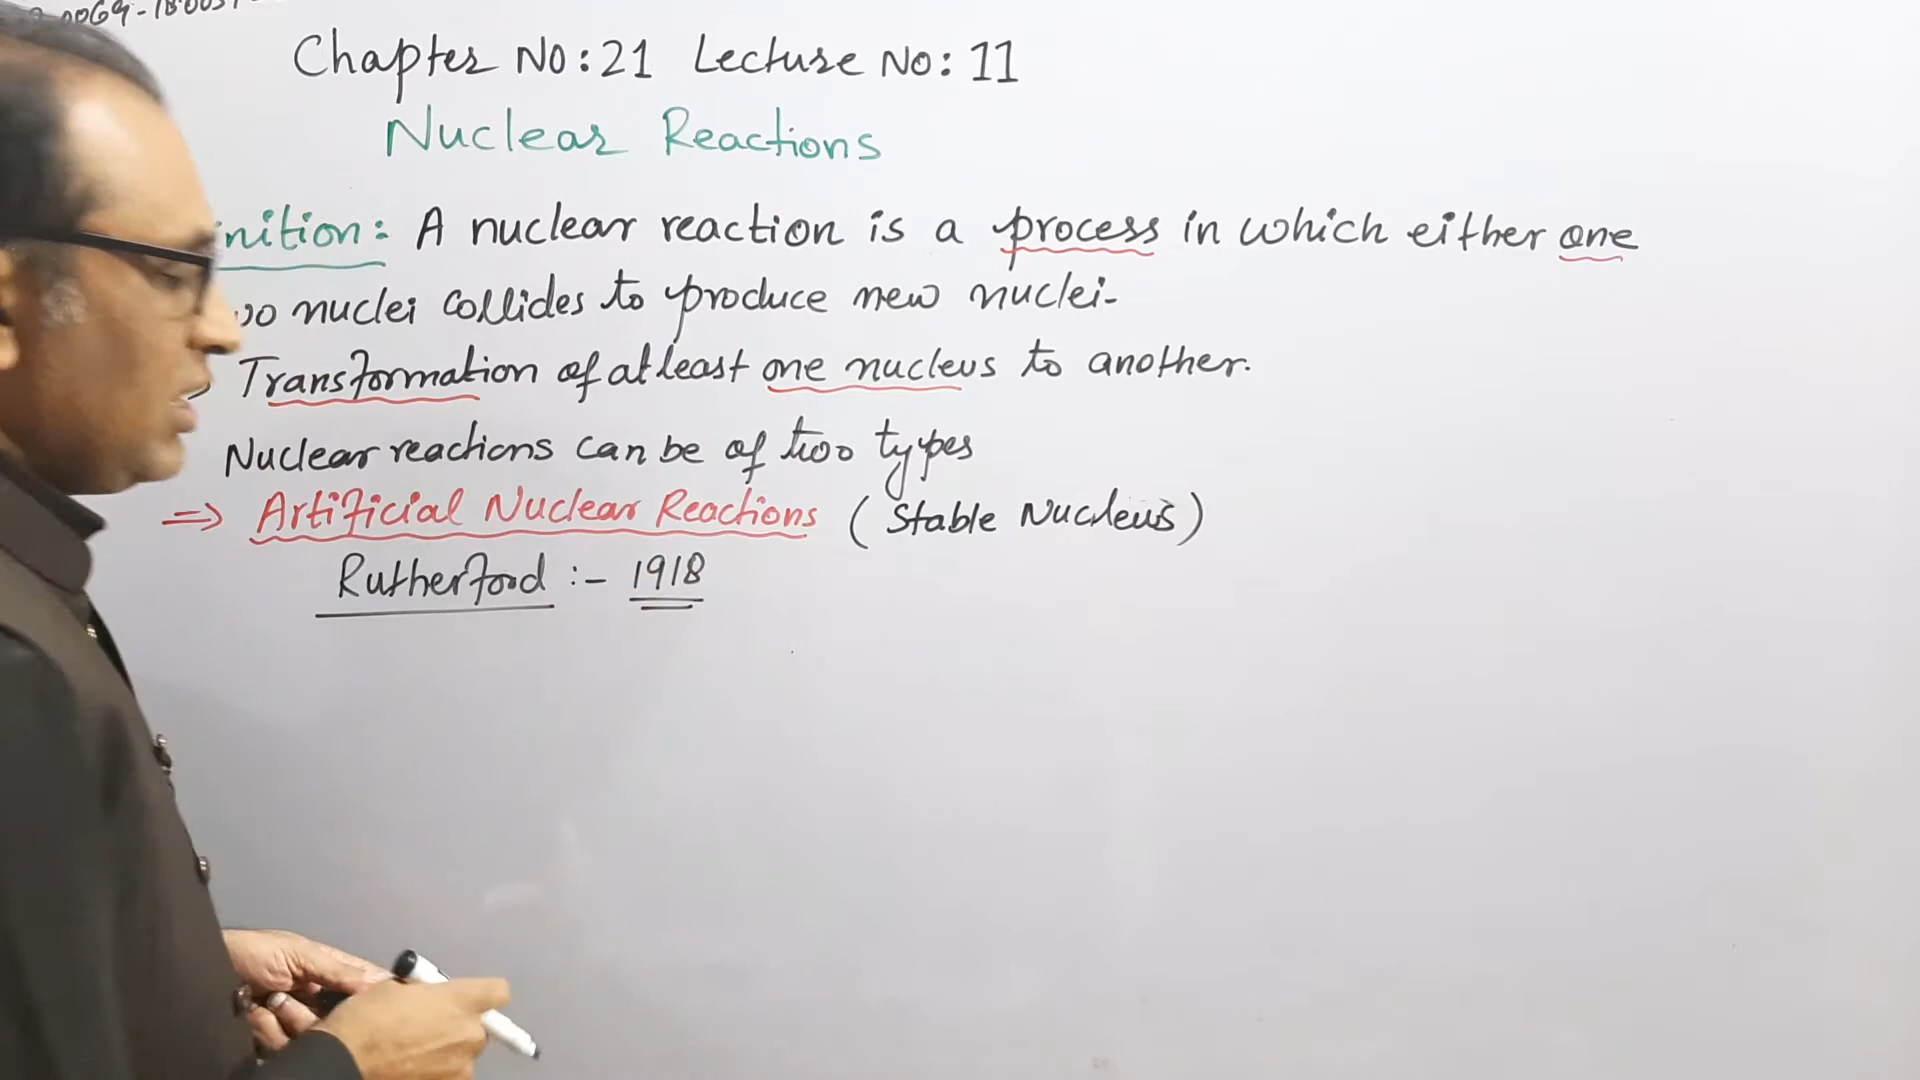 Chapter No:21 Lecture No:11
Nuclear Reactions
nition: A nuclear reaction is a process in which either one
wo nuclei collides to produce new nuclei.
Transformation of atleast one nucleus to another.
Nuclear reactions can be of two types
⇒ Artificial Nuclear Reactions (Stable Nucleus)
Rutherford :- 1918